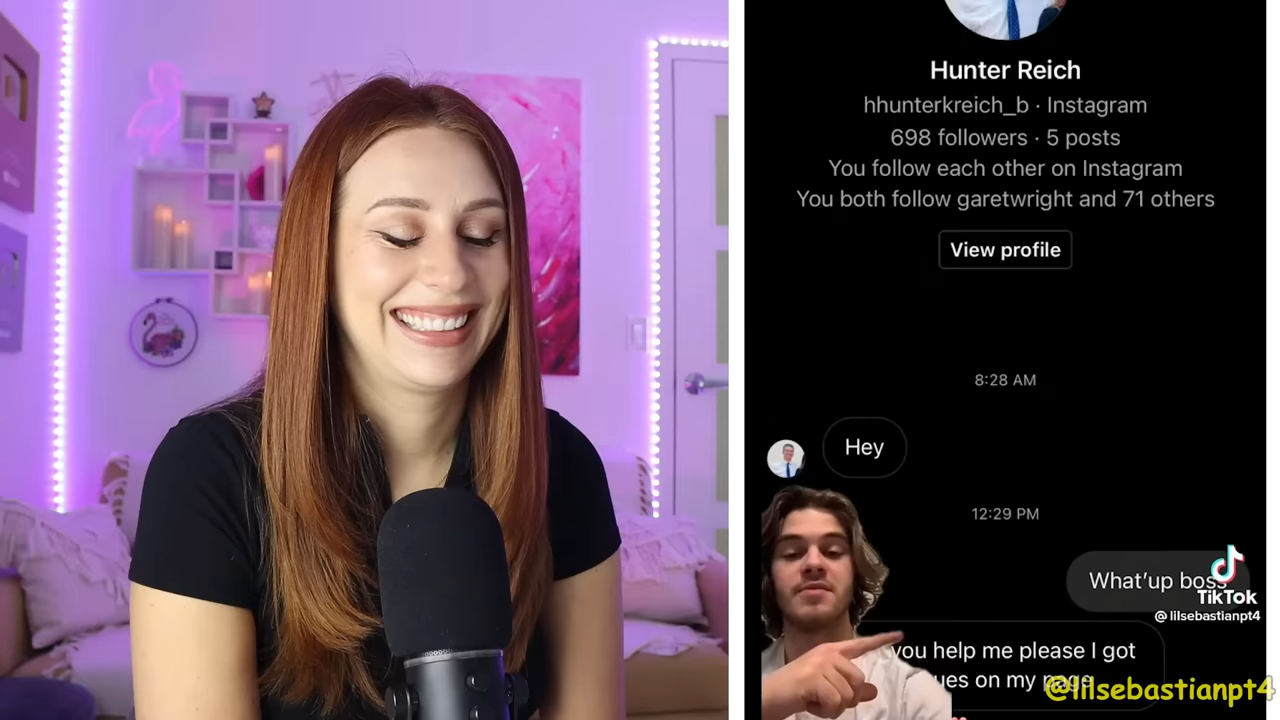 Hunter Reich
hhunterkreich_b · Instagram
698 followers · 5 posts
You follow each other on Instagram
You both follow garetwright and 71 others
View profile
8:28 AM
Hey
12:29 PM
What'up boss
TikTok
@lilsebastianpt4
you help me please I got
on my page
@lilsebastianpt4